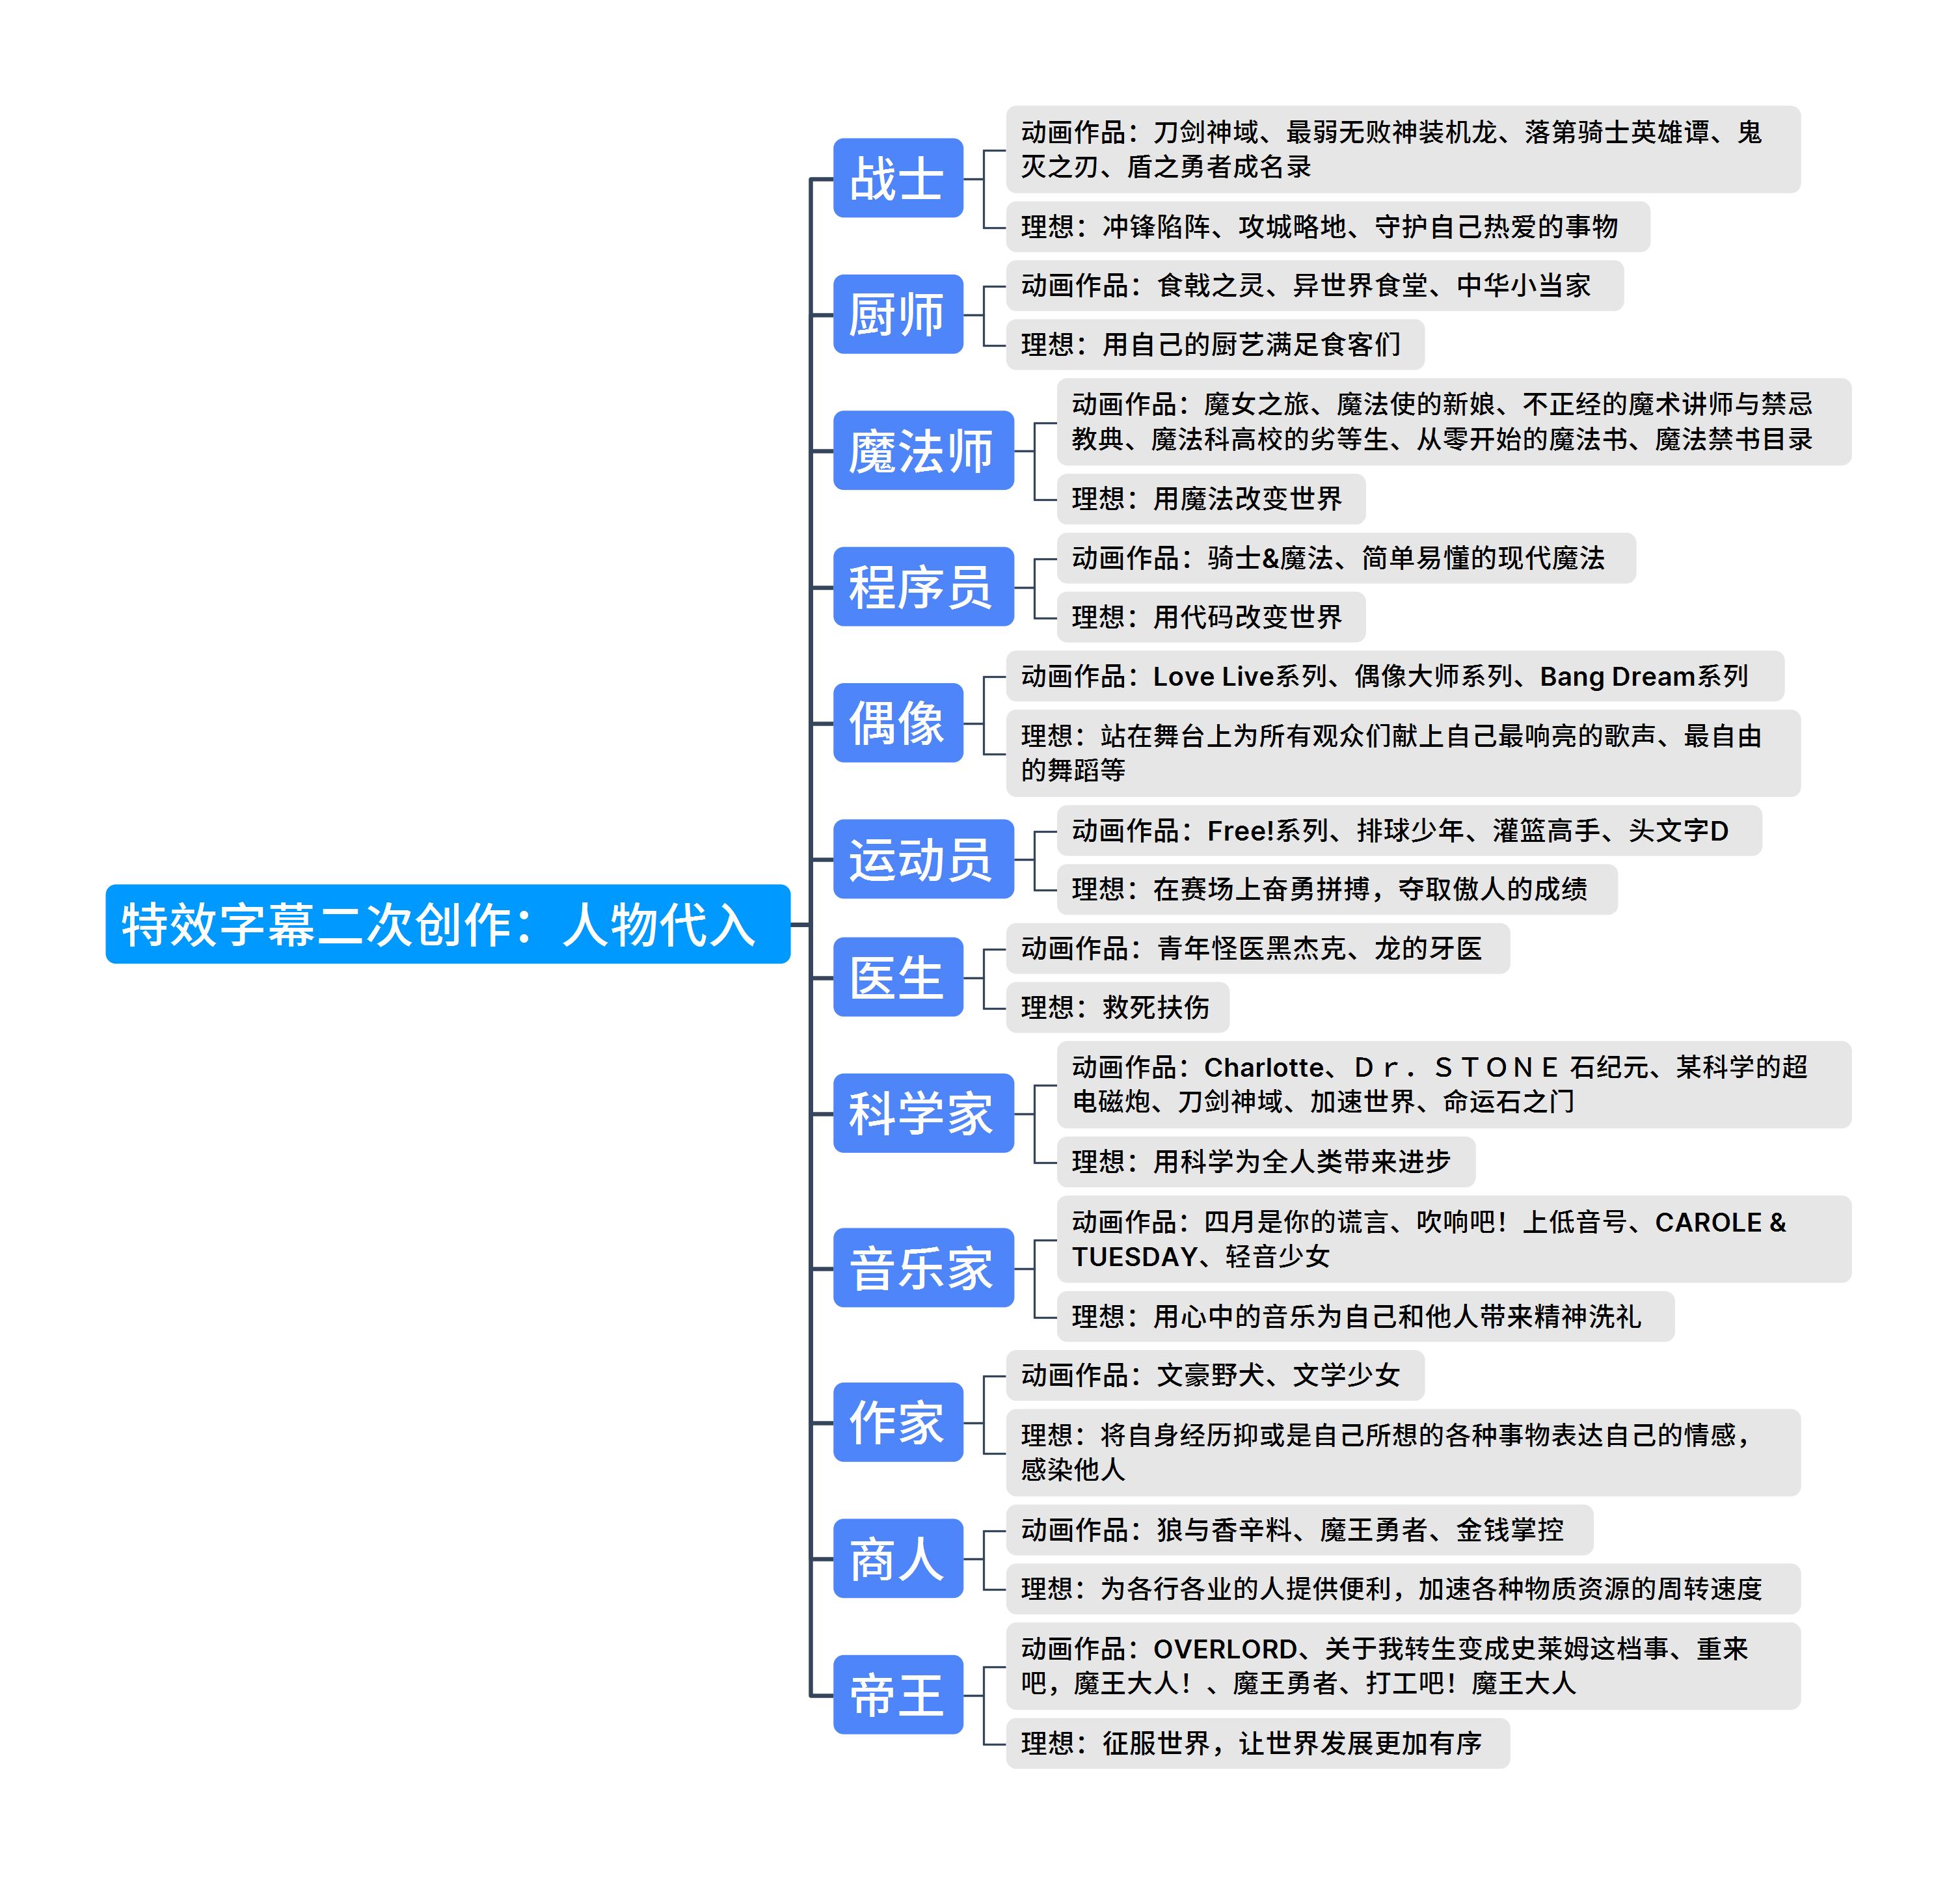 特效字幕二次创作：人物代入
战士
动画作品：刀剑神域、最弱无败神装机龙、落第骑士英雄谭、鬼
灭之刃、盾之勇者成名录
理想：冲锋陷阵、攻城略地、守护自己热爱的事物
厨师
动画作品：食戟之灵、异世界食堂、中华小当家
理想：用自己的厨艺满足食客们
魔法师
动画作品：魔女之旅、魔法使的新娘、不正经的魔术讲师与禁忌
教典、魔法科高校的劣等生、从零开始的魔法书、魔法禁书目录
理想：用魔法改变世界
程序员
动画作品：骑士&魔法、简单易懂的现代魔法
理想：用代码改变世界
偶像
动画作品：Love Live系列、偶像大师系列、Bang Dream系列
理想：站在舞台上为所有观众们献上自己最响亮的歌声、最自由
的舞蹈等
运动员
动画作品：Free!系列、排球少年、灌篮高手、头文字D
理想：在赛场上奋勇拼搏，夺取傲人的成绩
医生
动画作品：青年怪医黑杰克、龙的牙医
理想：救死扶伤
科学家
动画作品：Charlotte、Ｄｒ．ＳＴＯＮＥ 石纪元、某科学的超
电磁炮、刀剑神域、加速世界、命运石之门
理想：用科学为全人类带来进步
音乐家
动画作品：四月是你的谎言、吹响吧！上低音号、CAROLE &
TUESDAY、轻音少女
理想：用心中的音乐为自己和他人带来精神洗礼
作家
动画作品：文豪野犬、文学少女
理想：将自身经历抑或是自己所想的各种事物表达自己的情感，
感染他人
商人
动画作品：狼与香辛料、魔王勇者、金钱掌控
理想：为各行各业的人提供便利，加速各种物质资源的周转速度
帝王
动画作品：OVERLORD、关于我转生变成史莱姆这档事、重来
吧，魔王大人！、魔王勇者、打工吧！魔王大人
理想：征服世界，让世界发展更加有序